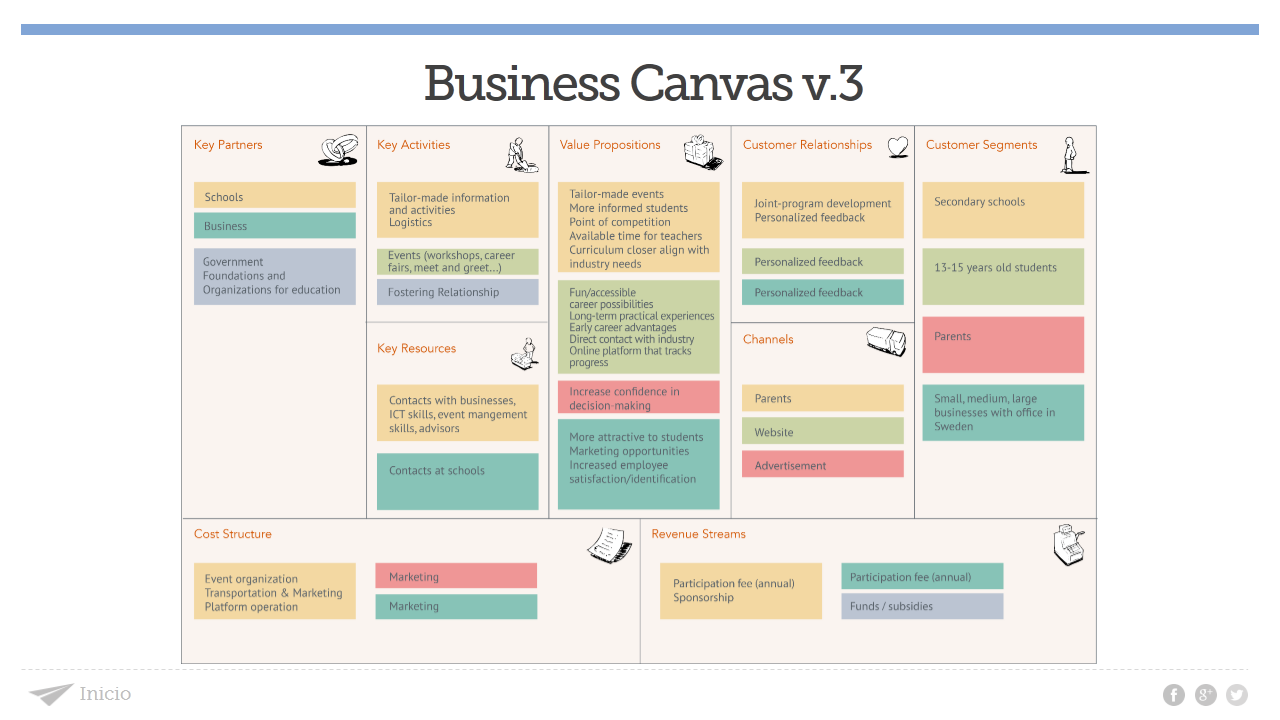 Business Canvas v.3
Key Partners
Schools
Business
Government
Foundations and
Organizations for education
Key Activities
Tailor-made information
and activities
Logistics
Events (workshops, career
fairs, meet and greet...)
Fostering Relationship
Key Resources
Contacts with businesses,
ICT skills, event mangement
skills, advisors
Contacts at schools
Value Propositions
Tailor-made events
More informed students
Point of competition
Available time for teachers
Curriculum closer align with
industry needs
Fun/accessible
career possibilities
Long-term practical experiences
Early career advantages
Direct contact with industry
Online platform that tracks
progress
Increase confidence in
decision-making
More attractive to students
Marketing opportunities
Increased employee
satisfaction/identification
Customer Relationships
Joint-program development
Personalized feedback
Personalized feedback
Personalized feedback
Channels
Parents
Website
Advertisement
Customer Segments
Secondary schools
13-15 years old students
Parents
Small, medium, large
businesses with office in
Sweden
Cost Structure
Event organization
Transportation & Marketing
Platform operation
Marketing
Marketing
Revenue Streams
Participation fee (annual)
Sponsorship
Participation fee (annual)
Funds / subsidies
Inicio